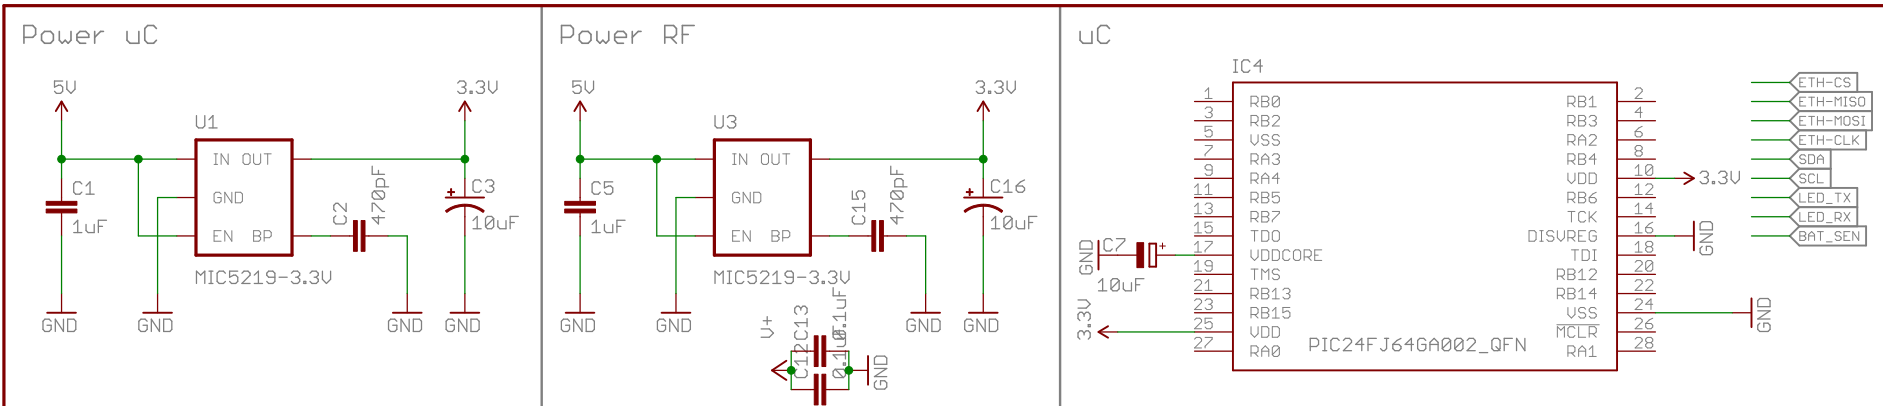 Power uC
5V
3.3V
U1
IN OUT
GND
EN BP
MIC5219-3.3V
C1
1uF
C2
470pF
C3
10uF
GND
GND
GND
GND
Power RF
5V
3.3V
U3
IN OUT
GND
EN BP
MIC5219-3.3V
C5
1uF
C15
470pF
C16
10uF
GND
GND
GND
GND
V+
C13
0.1uF
C12
0.1uF
GND
uC
IC4
1 RB0 RB1 2
3 RB2 RB3 4
5 VSS RA2 6
7 RA3 RB4 8
9 RA4 VDD 10 3.3V
11 RB5 RB6 12
13 RB7 TCK 14
15 TDO DISVREG 16 GND
GND C7 10uF 17 VDDCORE TDI 18
19 TMS RB12 20
21 RB13 RB14 22
23 RB15 VSS 24 GND
3.3V 25 VDD MCLR 26
27 RA0 RA1 28
PIC24FJ64GA002_QFN
ETH-CS
ETH-MISO
ETH-MOSI
ETH-CLK
SDA
SCL
LED_TX
LED_RX
BAT_SEN